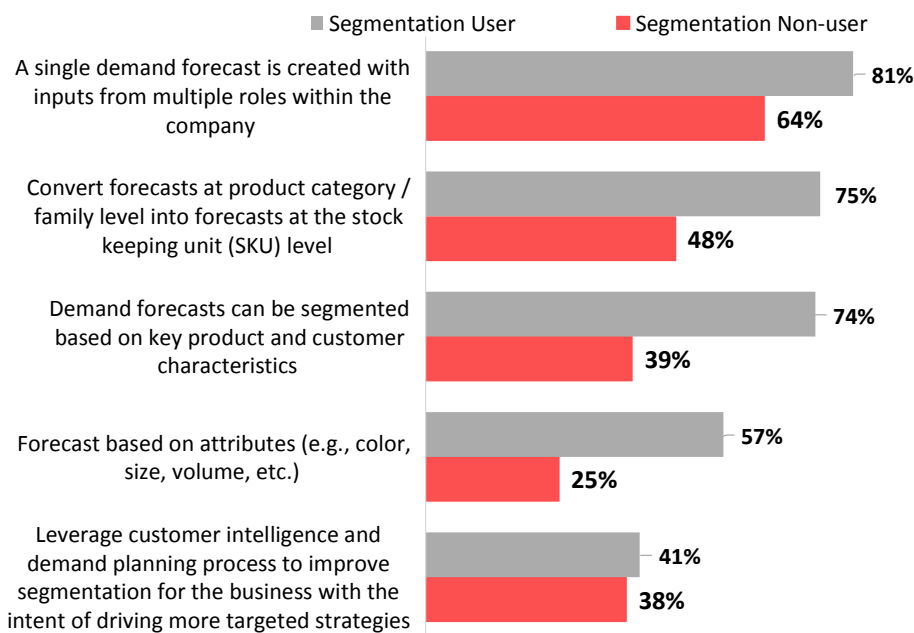 Segmentation User Segmentation Non-user
A single demand forecast is created with
inputs from multiple roles within the
company
81%
64%
Convert forecasts at product category /
family level into forecasts at the stock
keeping unit (SKU) level
75%
48%
Demand forecasts can be segmented
based on key product and customer
characteristics
74%
39%
Forecast based on attributes (e.g., color,
size, volume, etc.)
57%
25%
Leverage customer intelligence and
demand planning process to improve
segmentation for the business with the
intent of driving more targeted strategies
41%
38%